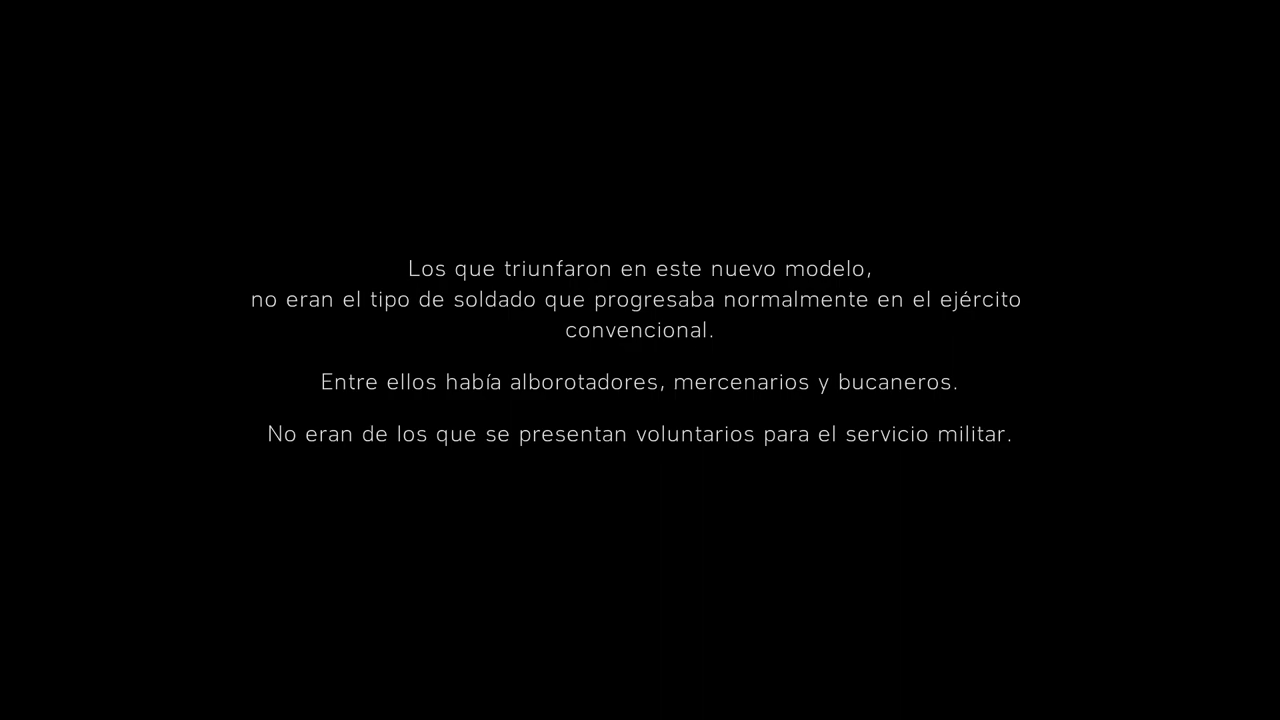 Los que triunfaron en este nuevo modelo,
no eran el tipo de soldado que progresaba normalmente en el ejército
convencional.
Entre ellos había alborotadores, mercenarios y bucaneros.
No eran de los que se presentan voluntarios para el servicio militar.